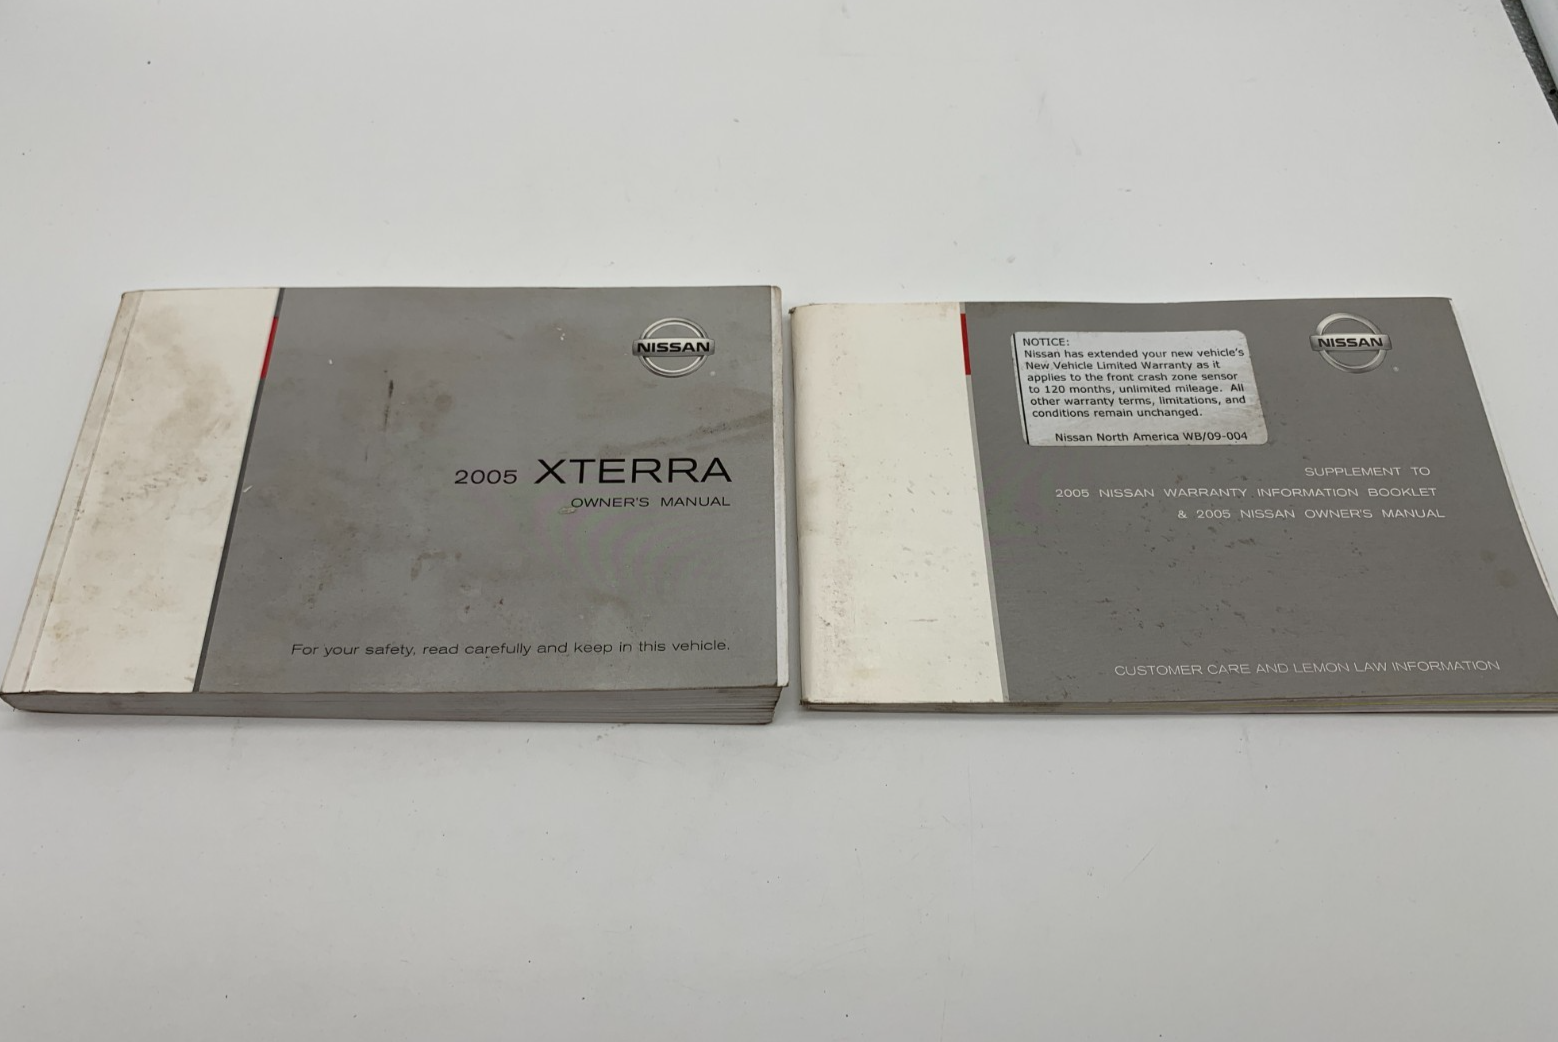 NISSAN
2005 XTERRA
OWNER'S MANUAL
For your safety, read carefully and keep in this vehicle.
NOTICE:
Nissan has extended your new vehicle's
New Vehicle Limited Warranty as it
applies to the front crash zone sensor
to 120 months, unlimited mileage. All
other warranty terms, limitations, and
conditions remain unchanged.
Nissan North America WB/09-004
NISSAN
SUPPLEMENT TO
2005 NISSAN WARRANTY INFORMATION BOOKLET
& 2005 NISSAN OWNER'S MANUAL
CUSTOMER CARE AND LEMON LAW INFORMATION